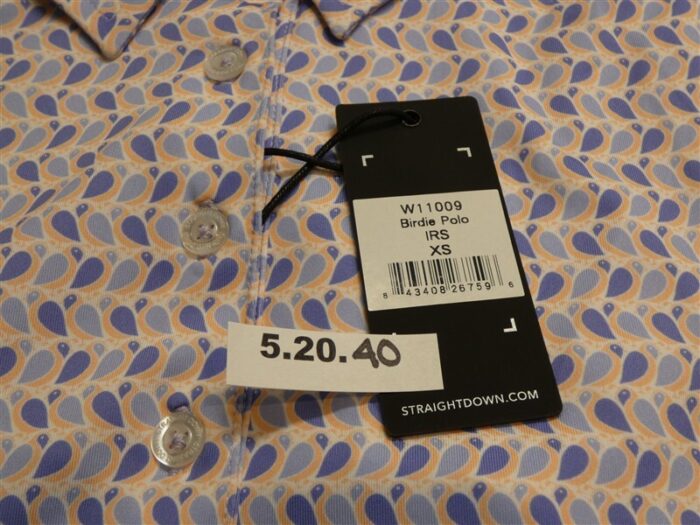 W11009
Birdie Polo
IRS
XS
8 43408 26759 6
5.20.40
STRAIGHTDOWN.COM